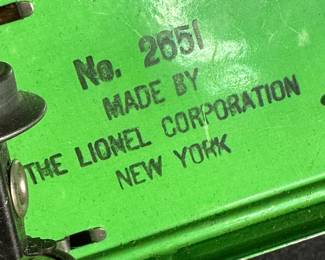 No. 2651
MADE BY
THE LIONEL CORPORATION
NEW YORK